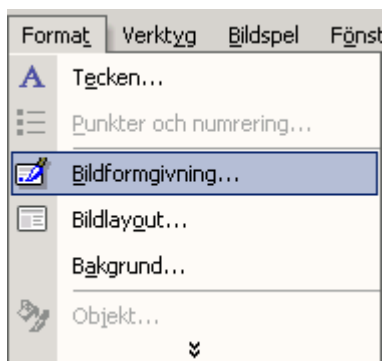 Format Verktyg Bildspel Fönst
Tecken...
Punkter och numrering...
Bildformgivning...
Bildlayout...
Bakgrund...
Objekt...